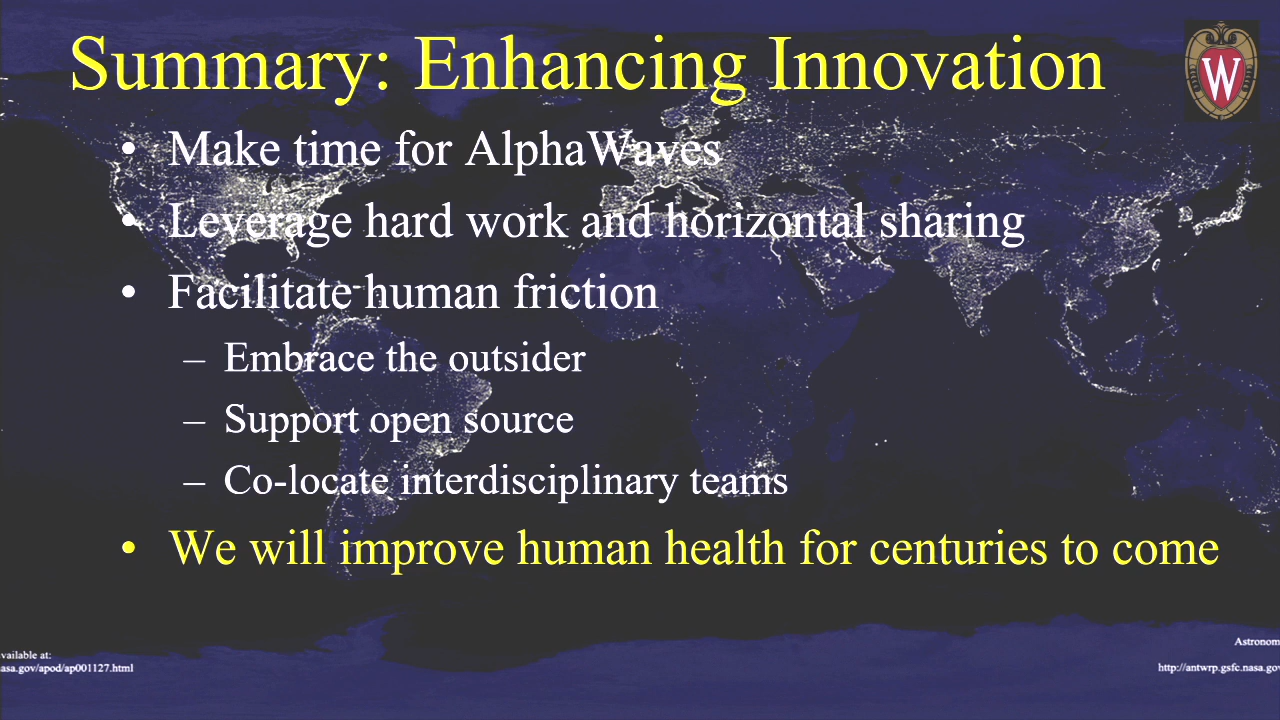 Summary: Enhancing Innovation
W
• Make time for AlphaWaves
• Leverage hard work and horizontal sharing
• Facilitate human friction
– Embrace the outsider
– Support open source
– Co-locate interdisciplinary teams
• We will improve human health for centuries to come
vailable at:
asa.gov/apod/ap001127.html
Astronom
http://antwrp.gsfc.nasa.gov